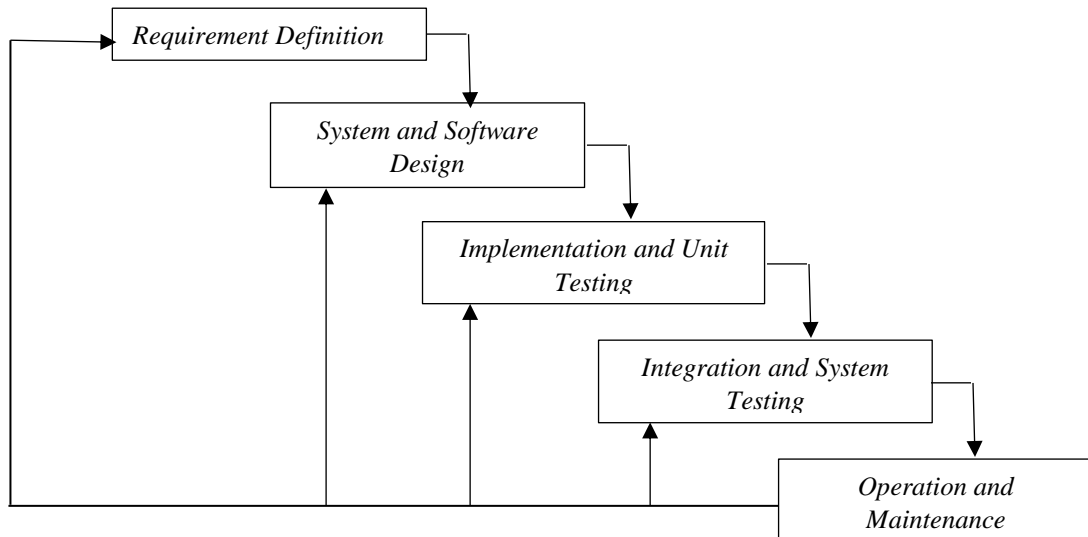 Requirement Definition
System and Software
Design
Implementation and Unit
Testing
Integration and System
Testing
Operation and
Maintenance